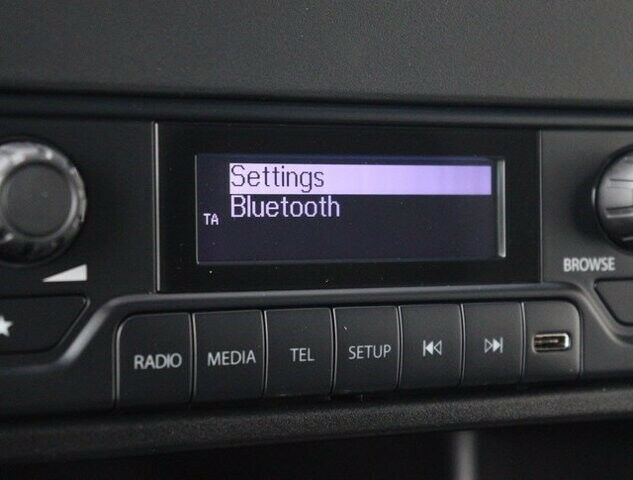 Settings
TA Bluetooth
BROWSE
RADIO MEDIA TEL SETUP